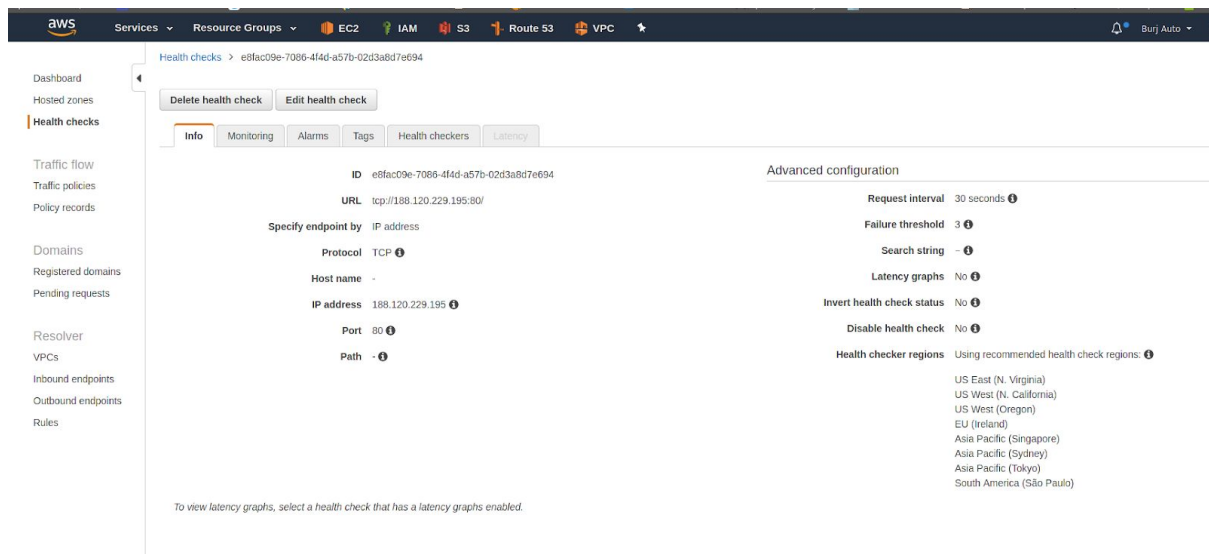 aws Services Resource Groups EC2 IAM S3 Route 53 VPC Burj Auto
Dashboard
Hosted zones
Health checks
Traffic flow
Traffic policies
Policy records
Domains
Registered domains
Pending requests
Resolver
VPCs
Inbound endpoints
Outbound endpoints
Rules
Health checks > e8fac09e-7086-4f4d-a57b-02d3a8d7e694
Delete health check Edit health check
Info Monitoring Alarms Tags Health checkers Latency
ID e8fac09e-7086-4f4d-a57b-02d3a8d7e694
URL tcp://188.120.229.195:80/
Specify endpoint by IP address
Protocol TCP
Host name -
IP address 188.120.229.195
Port 80
Path -
Advanced configuration
Request interval 30 seconds
Failure threshold 3
Search string –
Latency graphs No
Invert health check status No
Disable health check No
Health checker regions Using recommended health check regions:
US East (N. Virginia)
US West (N. California)
US West (Oregon)
EU (Ireland)
Asia Pacific (Singapore)
Asia Pacific (Sydney)
Asia Pacific (Tokyo)
South America (São Paulo)
To view latency graphs, select a health check that has a latency graphs enabled.